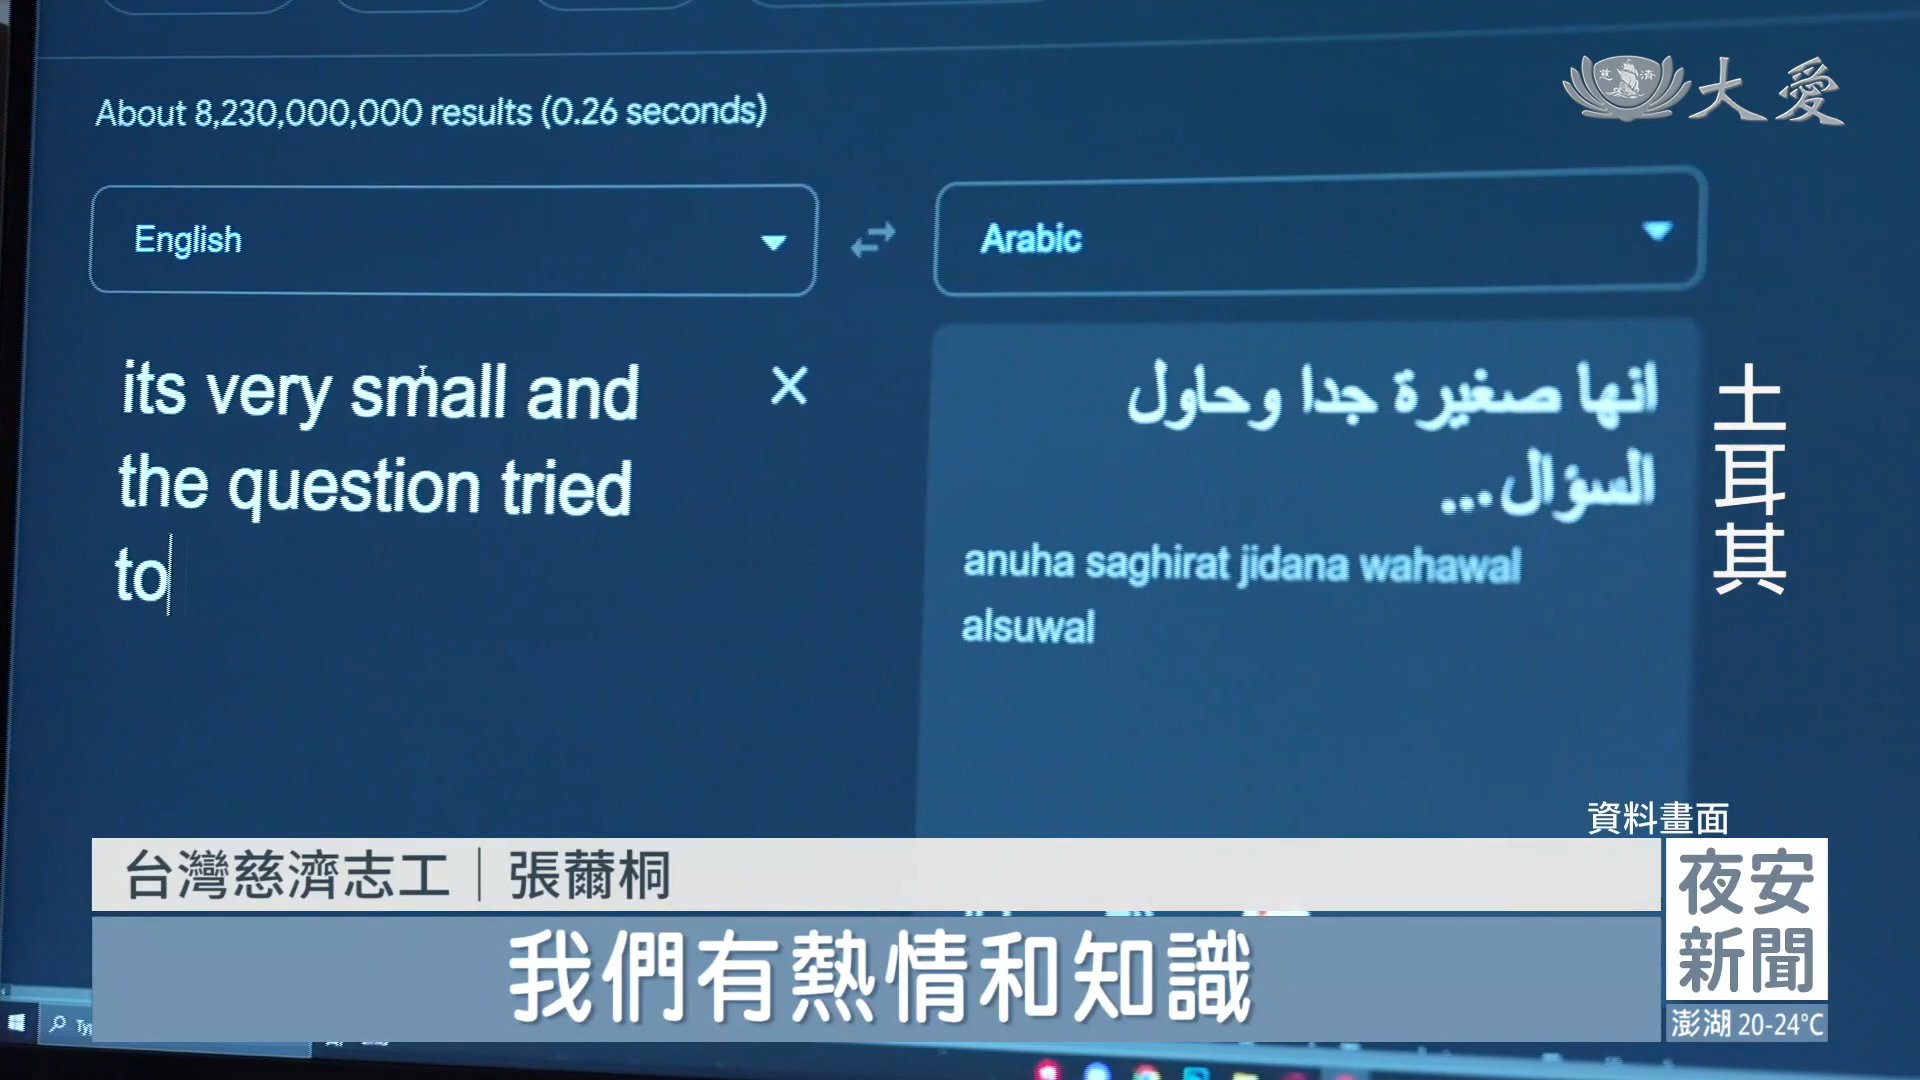 About 8,230,000,000 results (0.26 seconds)
慈濟
大愛
English
Arabic
its very small and
the question tried
to
انها صغيرة جدا وحاول
السؤال...
anuha saghirat jidana wahawal
alsuwal
土耳其
資料畫面
台灣慈濟志工｜張薾桐
我們有熱情和知識
夜安
新聞
澎湖 20-24°C